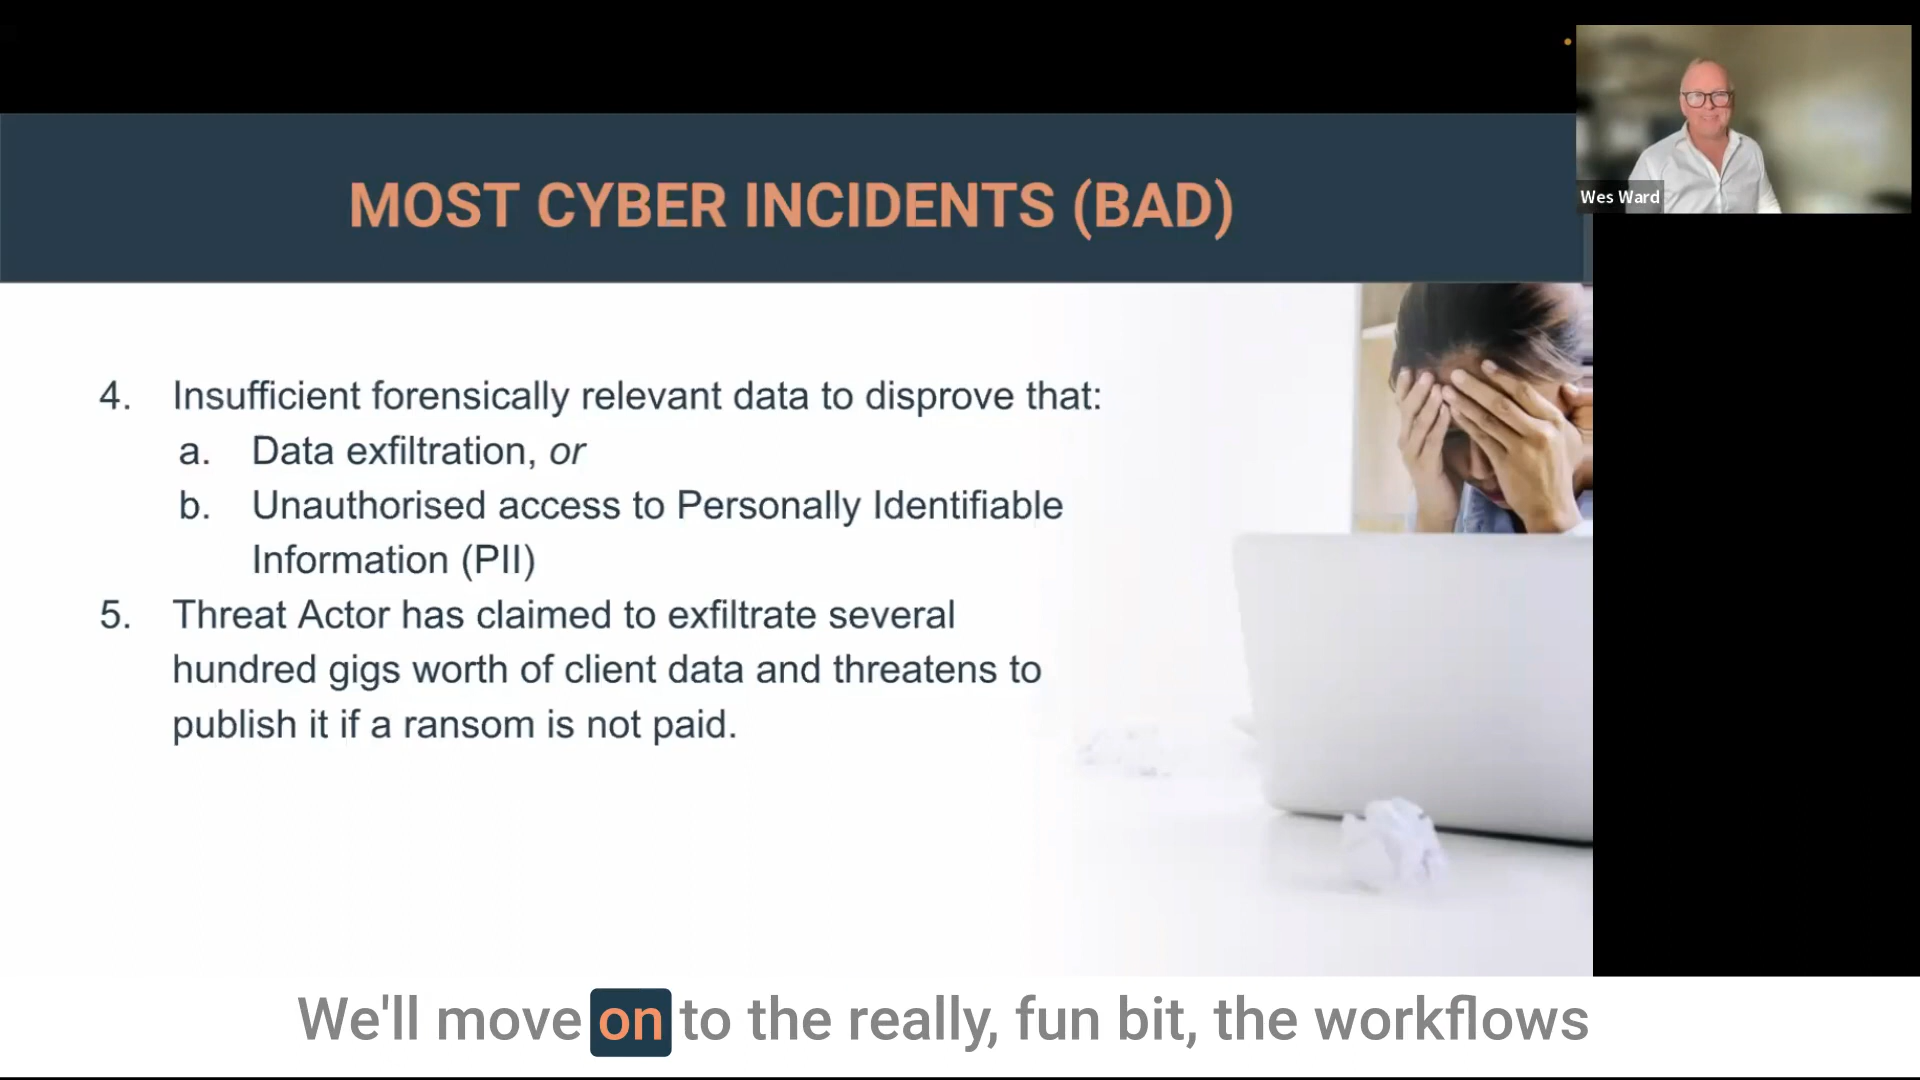 Wes Ward
MOST CYBER INCIDENTS (BAD)
4. Insufficient forensically relevant data to disprove that:
a. Data exfiltration, or
b. Unauthorised access to Personally Identifiable
Information (PII)
5. Threat Actor has claimed to exfiltrate several
hundred gigs worth of client data and threatens to
publish it if a ransom is not paid.
We'll move on to the really, fun bit, the workflows